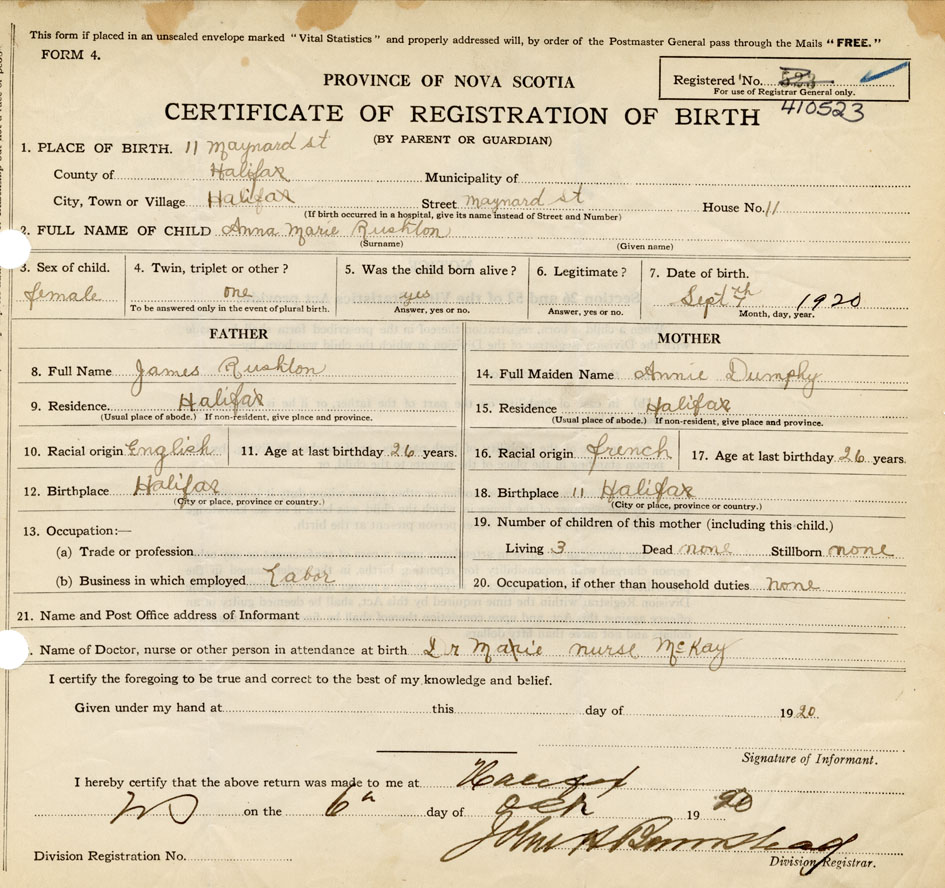 This form if placed in an unsealed envelope marked "Vital Statistics" and properly addressed will, by order of the Postmaster General pass through the Mails "FREE."
FORM 4.
PROVINCE OF NOVA SCOTIA
Registered No. 523
For use of Registrar General only.
410523
CERTIFICATE OF REGISTRATION OF BIRTH
(BY PARENT OR GUARDIAN)
1. PLACE OF BIRTH. 11 Maynard st
County of Halifax Municipality of
City, Town or Village Halifax Street Maynard st House No. 11
(If birth occurred in a hospital, give its name instead of Street and Number)
2. FULL NAME OF CHILD Anna Marie Rushton
(Surname) (Given name)
3. Sex of child. 4. Twin, triplet or other? 5. Was the child born alive? 6. Legitimate? 7. Date of birth.
female one yes Sept 7th 1920
To be answered only in the event of plural birth. Answer, yes or no. Answer, yes or no. Month, day, year.
FATHER MOTHER
8. Full Name James Rushton 14. Full Maiden Name Annie Dumphy
9. Residence. Halifax 15. Residence Halifax
(Usual place of abode.) If non-resident, give place and province. (Usual place of abode.) If non-resident, give place and province.
10. Racial origin English 11. Age at last birthday 26 years. 16. Racial origin french 17. Age at last birthday 26 years.
12. Birthplace Halifax 18. Birthplace 11 Halifax
(City or place, province or country.) (City or place, province or country.)
13. Occupation:— 19. Number of children of this mother (including this child.)
(a) Trade or profession Living 3 Dead none Stillborn none
(b) Business in which employed Labor 20. Occupation, if other than household duties none
21. Name and Post Office address of Informant
. Name of Doctor, nurse or other person in attendance at birth Dr nurse McKay
I certify the foregoing to be true and correct to the best of my knowledge and belief.
Given under my hand at this day of 1920
Signature of Informant.
I hereby certify that the above return was made to me at Halifax
NS on the 6th day of Oct 1920
John A
Division Registration No. Division Registrar.